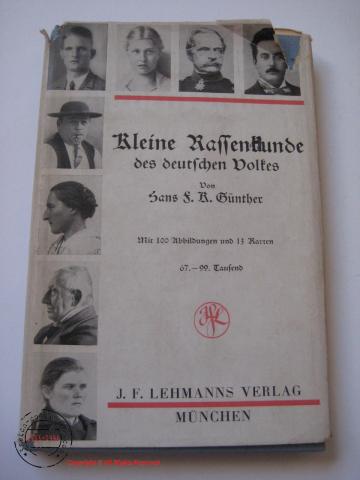 Kleine Rassenkunde
des deutschen Volkes
Von
Hans F. K. Günther
Mit 100 Abbildungen und 13 Karten
67.–99. Tausend
J. F. LEHMANNS VERLAG
MÜNCHEN